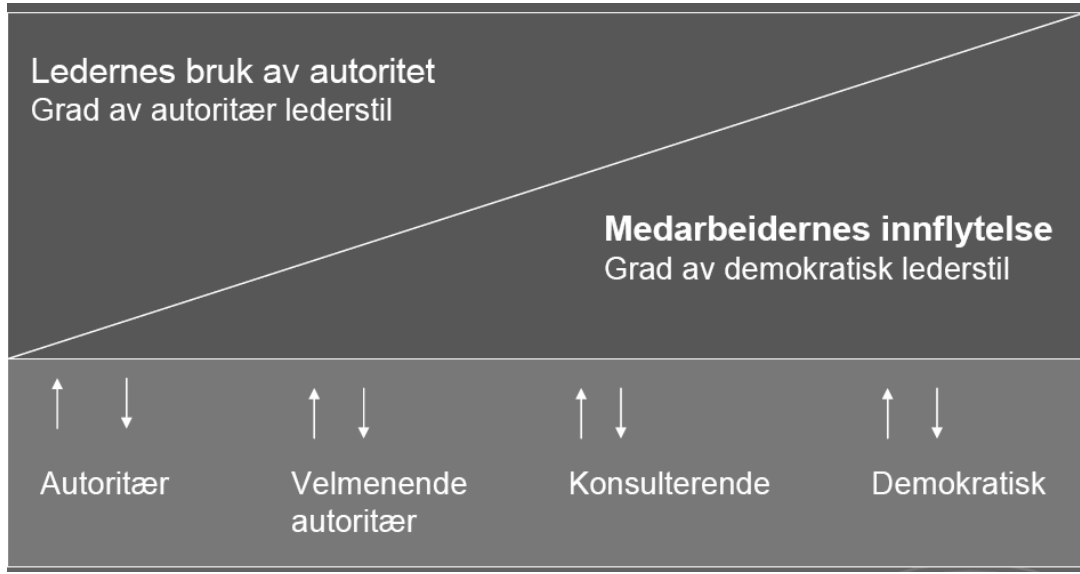 Ledernes bruk av autoritet
Grad av autoritær lederstil
Medarbeidernes innflytelse
Grad av demokratisk lederstil
Autoritær
Velmenende
autoritær
Konsulterende
Demokratisk